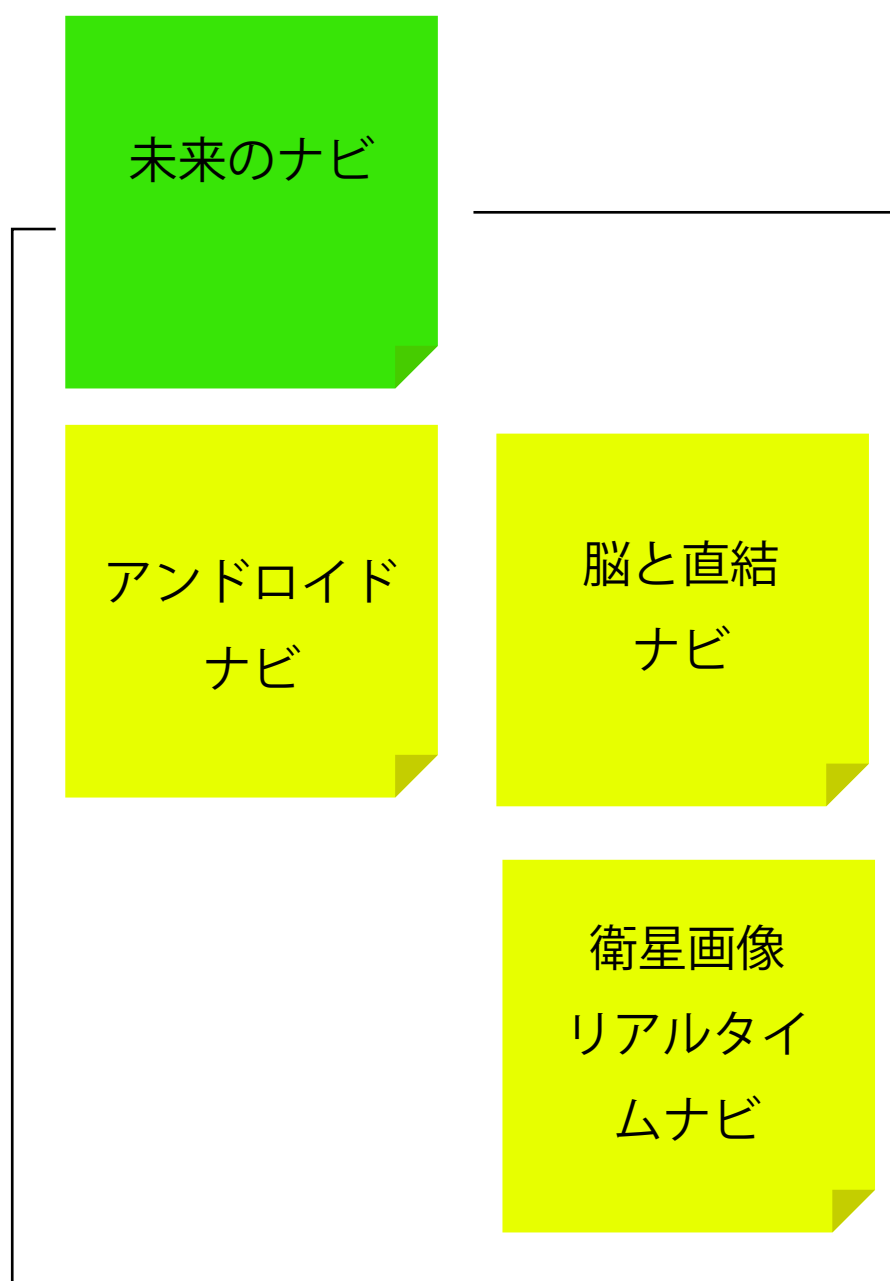 未来のナビ
アンドロイド
ナビ
脳と直結
ナビ
衛星画像
リアルタイ
ムナビ